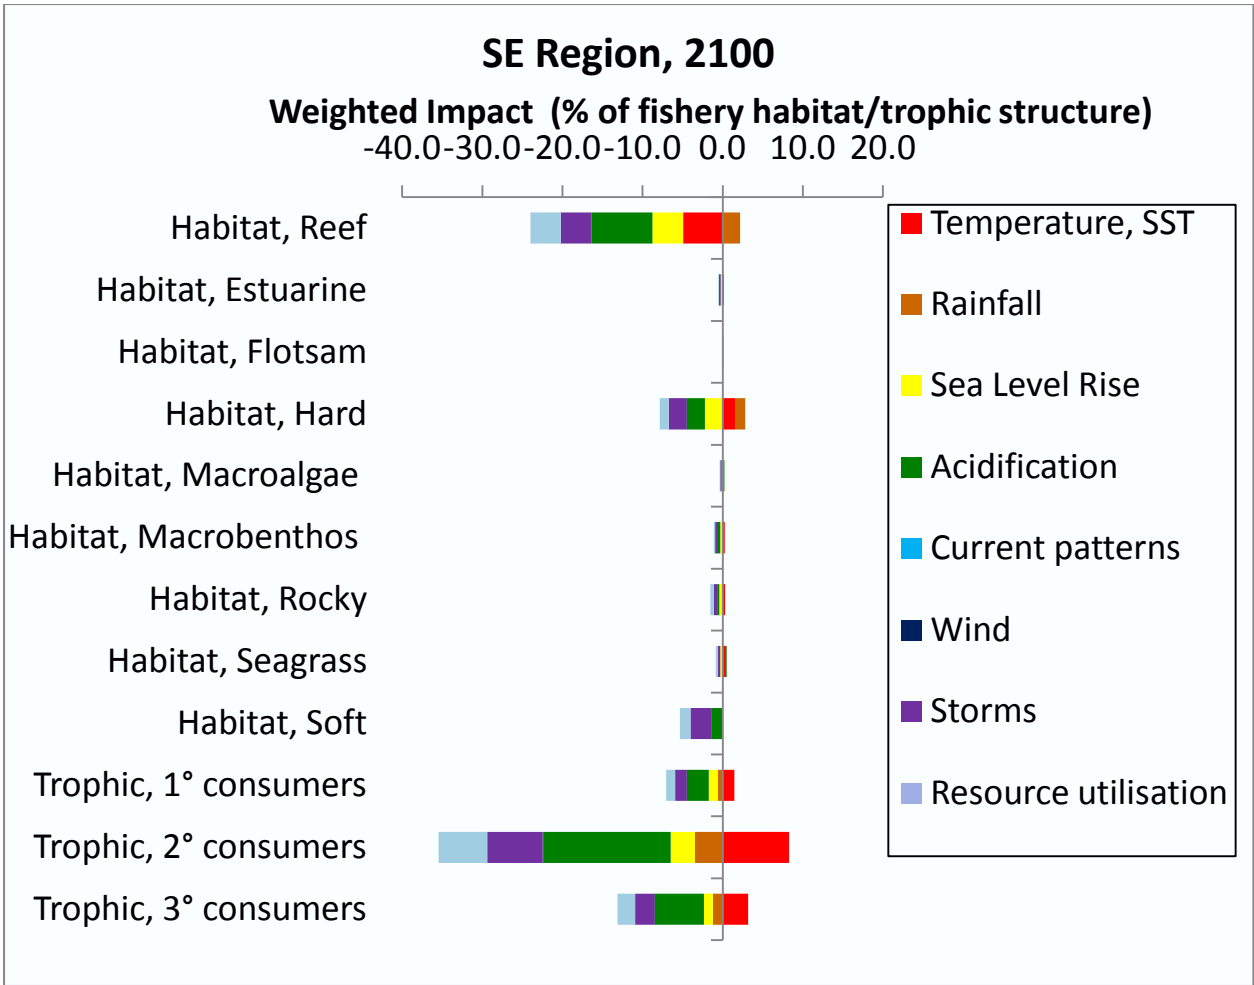 SE Region, 2100
Weighted Impact (% of fishery habitat/trophic structure)
-40.0 -30.0 -20.0 -10.0 0.0 10.0 20.0
Habitat, Reef
Habitat, Estuarine
Habitat, Flotsam
Habitat, Hard
Habitat, Macroalgae
Habitat, Macrobenthos
Habitat, Rocky
Habitat, Seagrass
Habitat, Soft
Trophic, 1° consumers
Trophic, 2° consumers
Trophic, 3° consumers
Temperature, SST
Rainfall
Sea Level Rise
Acidification
Current patterns
Wind
Storms
Resource utilisation